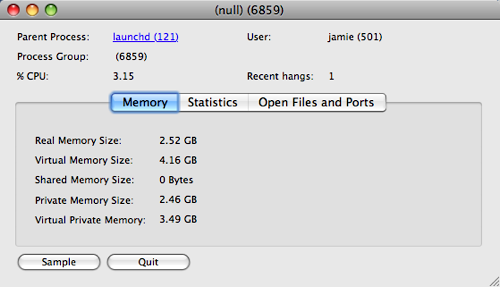 (null) (6859)
Parent Process: launchd (121) User: jamie (501)
Process Group: (6859)
% CPU: 3.15 Recent hangs: 1
Memory Statistics Open Files and Ports
Real Memory Size: 2.52 GB
Virtual Memory Size: 4.16 GB
Shared Memory Size: 0 Bytes
Private Memory Size: 2.46 GB
Virtual Private Memory: 3.49 GB
Sample Quit